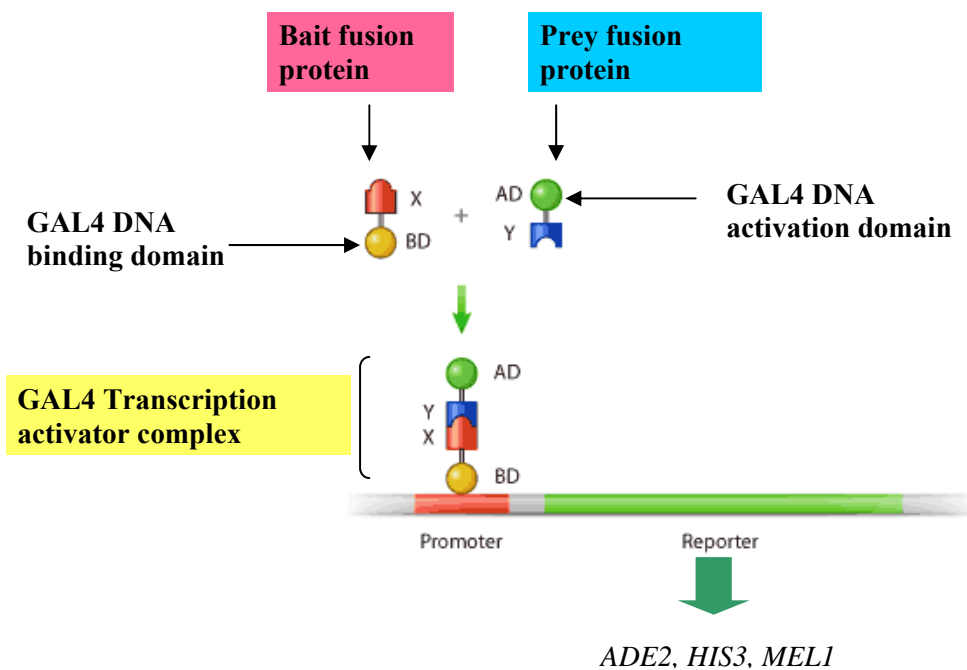 Bait fusion
protein
Prey fusion
protein
X
+
AD
GAL4 DNA
activation domain
GAL4 DNA
binding domain
BD
Y
AD
GAL4 Transcription
activator complex
Y
X
BD
Promoter
Reporter
ADE2, HIS3, MEL1